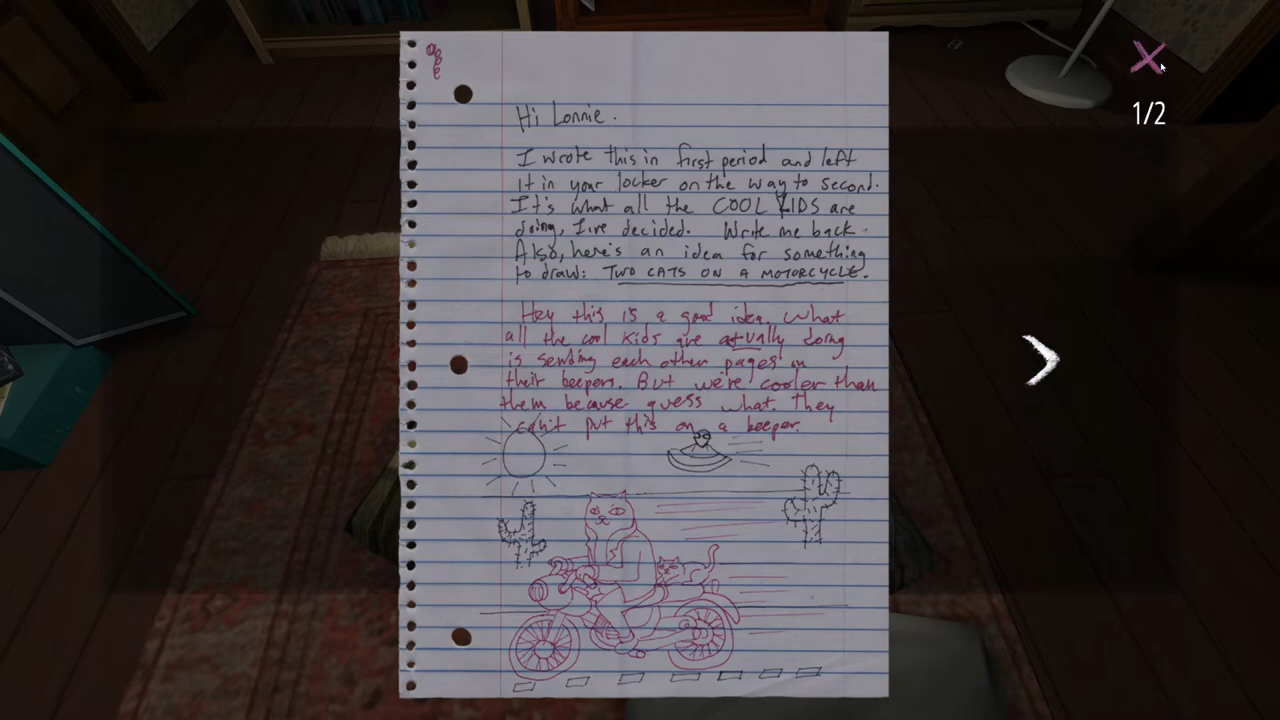 1/2
Hi Lonnie.
I wrote this in first period and left
it in your locker on the way to second.
It's what all the COOL KIDS are
doing, I've decided. Write me back.
Also, here's an idea for something
to draw: TWO CATS ON A MOTORCYCLE.
Hey this is a good idea. What
all the cool kids are actually doing
is sending each other pages on
their beepers. But we're cooler than
them because guess what. They
can't put this on a beeper.